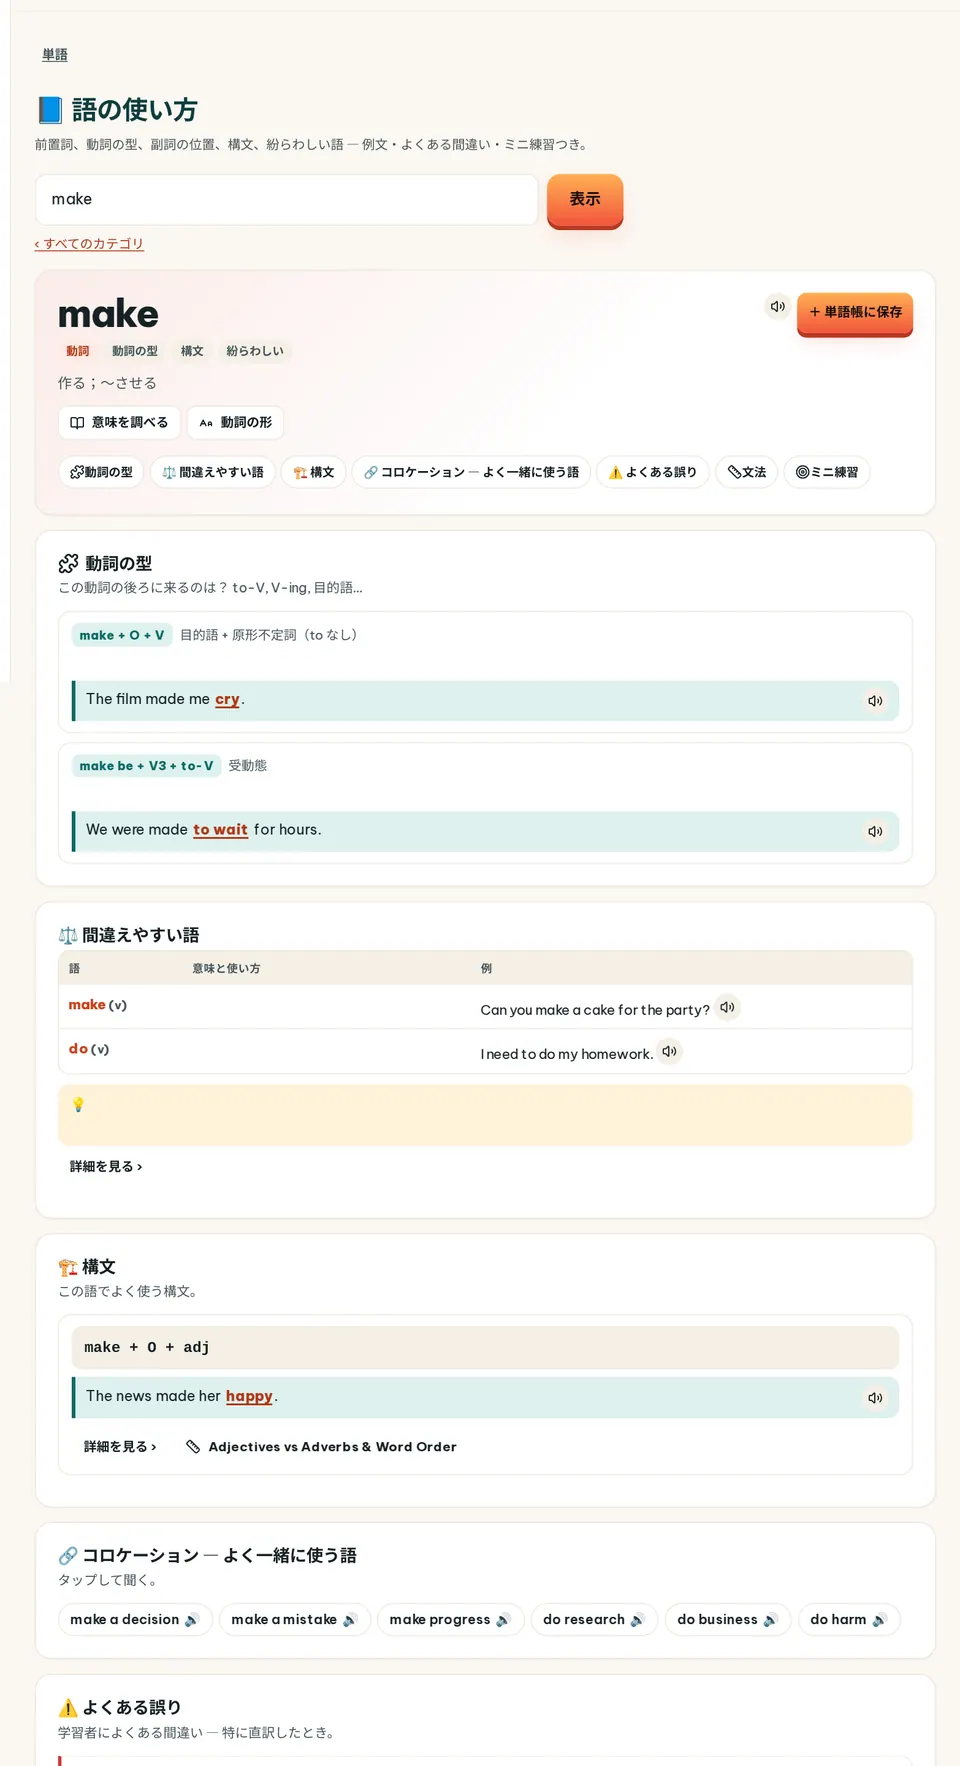 単語
📘 語の使い方
前置詞、動詞の型、副詞の位置、構文、紛らわしい語 — 例文・よくある間違い・ミニ練習つき。
make
表示
‹ すべてのカテゴリ
make
+ 単語帳に保存
動詞 動詞の型 構文 紛らわしい
作る；〜させる
意味を調べる Aa 動詞の形
動詞の型 ⚖️ 間違えやすい語 🏗️ 構文 🔗 コロケーション — よく一緒に使う語 ⚠️ よくある誤り 文法 ミニ練習
動詞の型
この動詞の後ろに来るのは？ to-V, V-ing, 目的語…
make + O + V 目的語 + 原形不定詞（to なし）
The film made me cry.
make be + V3 + to-V 受動態
We were made to wait for hours.
⚖️ 間違えやすい語
語 意味と使い方 例
make (v) Can you make a cake for the party?
do (v) I need to do my homework.
💡
詳細を見る ›
🏗️ 構文
この語でよく使う構文。
make + O + adj
The news made her happy.
詳細を見る › Adjectives vs Adverbs & Word Order
🔗 コロケーション — よく一緒に使う語
タップして聞く。
make a decision 🔊 make a mistake 🔊 make progress 🔊 do research 🔊 do business 🔊 do harm 🔊
⚠️ よくある誤り
学習者によくある間違い — 特に直訳したとき。